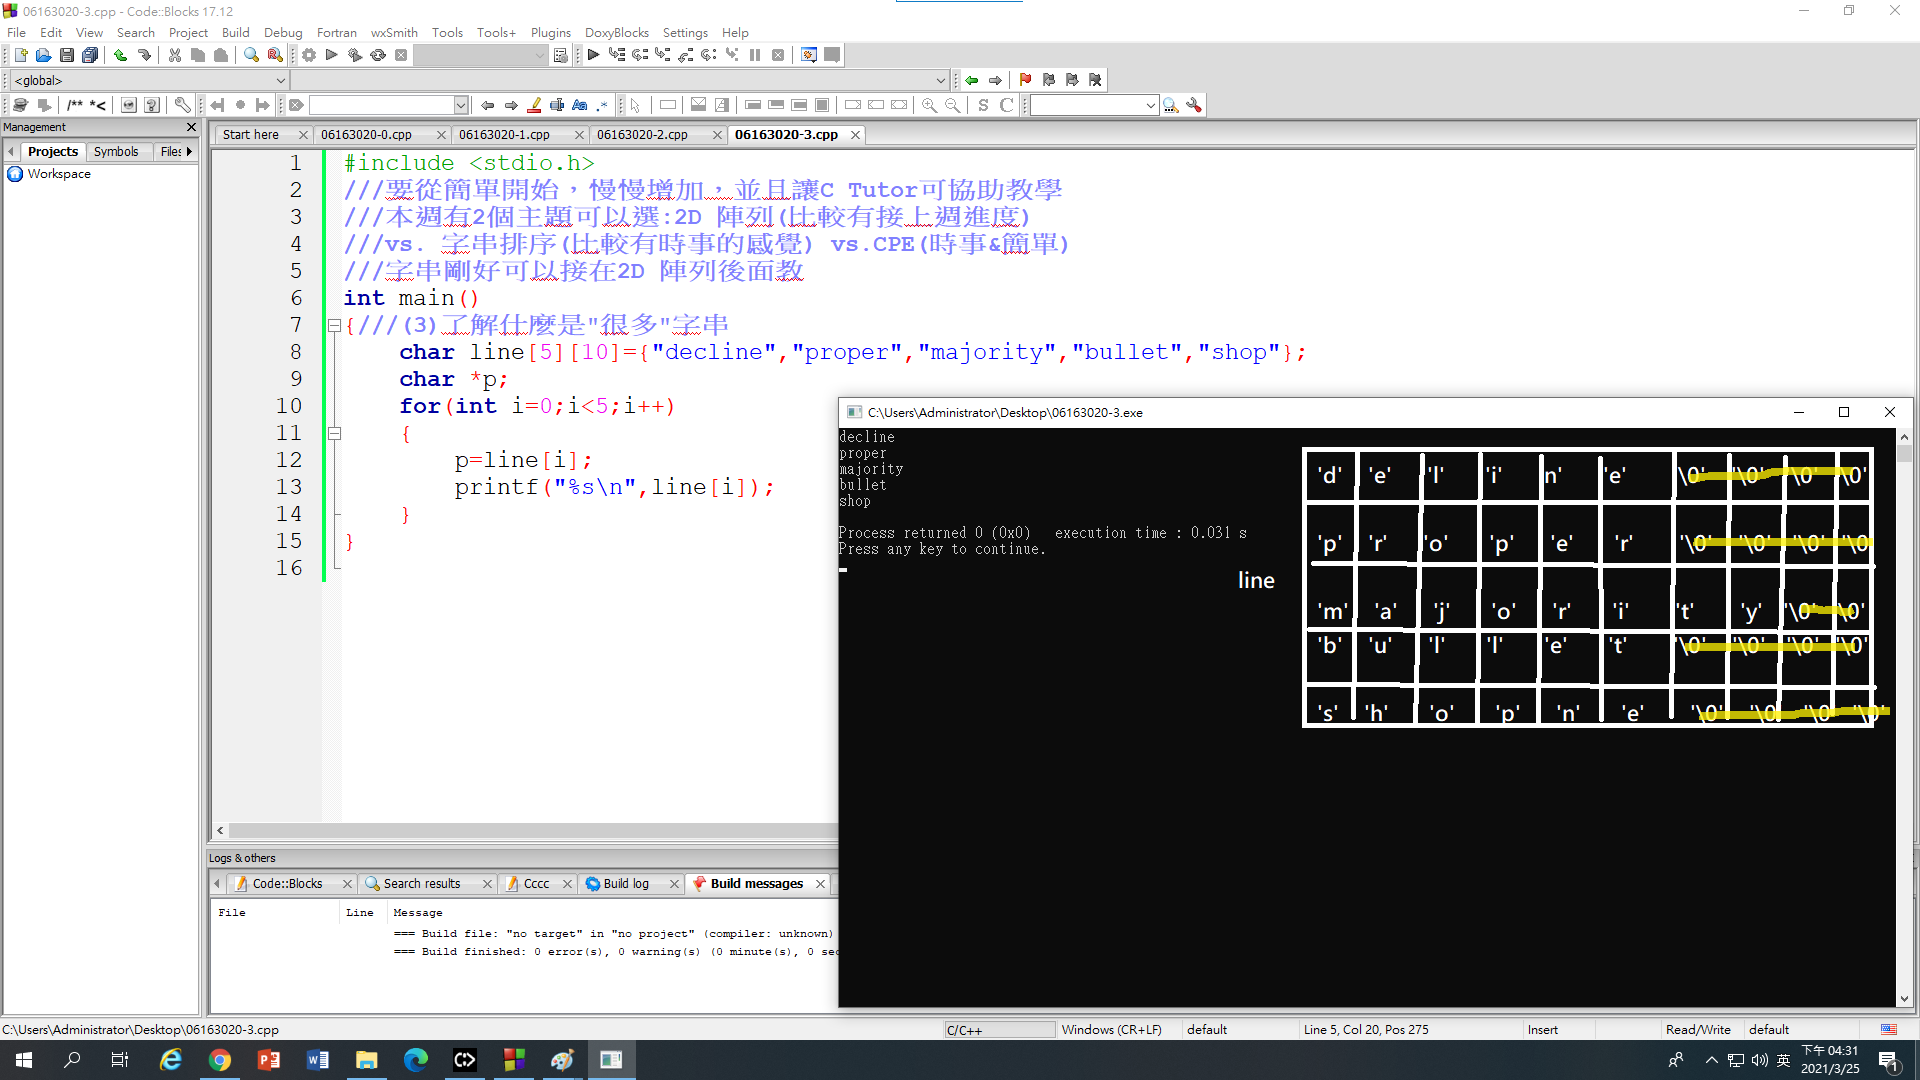 06163020-3.cpp - Code::Blocks 17.12
File Edit View Search Project Build Debug Fortran wxSmith Tools Tools+ Plugins DoxyBlocks Settings Help
<global>
/** *<
S C
Management
Projects Symbols Files
Workspace
Start here 06163020-0.cpp 06163020-1.cpp 06163020-2.cpp 06163020-3.cpp
1 #include <stdio.h>
2 ///要從簡單開始，慢慢增加，並且讓C Tutor可協助教學
3 ///本週有2個主題可以選:2D 陣列(比較有接上週進度)
4 ///vs. 字串排序(比較有時事的感覺) vs.CPE(時事&簡單)
5 ///字串剛好可以接在2D 陣列後面教
6 int main()
7 {///(3)了解什麼是"很多"字串
8 char line[5][10]={"decline","proper","majority","bullet","shop"};
9 char *p;
10 for(int i=0;i<5;i++)
11 {
12 p=line[i];
13 printf("%s\n",line[i]);
14 }
15 }
16
C:\Users\Administrator\Desktop\06163020-3.exe
decline
proper
majority
bullet
shop
Process returned 0 (0x0) execution time : 0.031 s
Press any key to continue.
line
'd' 'e' 'l' 'i' n' 'e' '\0' '\0' '\0' '\0'
'p' 'r' 'o' 'p' 'e' 'r' '\0' '\0' '\0' '\0
'm' 'a' 'j' 'o' 'r' 'i' 't' 'y' '\0' '\0'
'b' 'u' 'l' 'l' 'e' 't' '\0' '\0' '\0' '\0'
's' 'h' 'o' 'p' 'n' 'e' '\0' '\0 '\0 '\0'
Logs & others
Code::Blocks Search results Cccc Build log Build messages
File Line Message
=== Build file: "no target" in "no project" (compiler: unknown)
=== Build finished: 0 error(s), 0 warning(s) (0 minute(s), 0 sec
C:\Users\Administrator\Desktop\06163020-3.cpp C/C++ Windows (CR+LF) default Line 5, Col 20, Pos 275 Insert Read/Write default
英 下午 04:31
2021/3/25
1